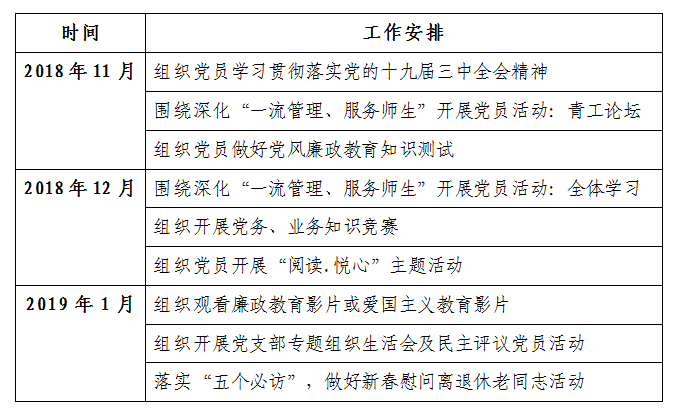 时间 工作安排
2018年11月 组织党员学习贯彻落实党的十九届三中全会精神
围绕深化“一流管理、服务师生”开展党员活动：青工论坛
组织党员做好党风廉政教育知识测试
2018年12月 围绕深化“一流管理、服务师生”开展党员活动：全体学习
组织开展党务、业务知识竞赛
组织党员开展“阅读.悦心”主题活动
2019年1月 组织观看廉政教育影片或爱国主义教育影片
组织开展党支部专题组织生活会及民主评议党员活动
落实“五个必访”，做好新春慰问离退休老同志活动